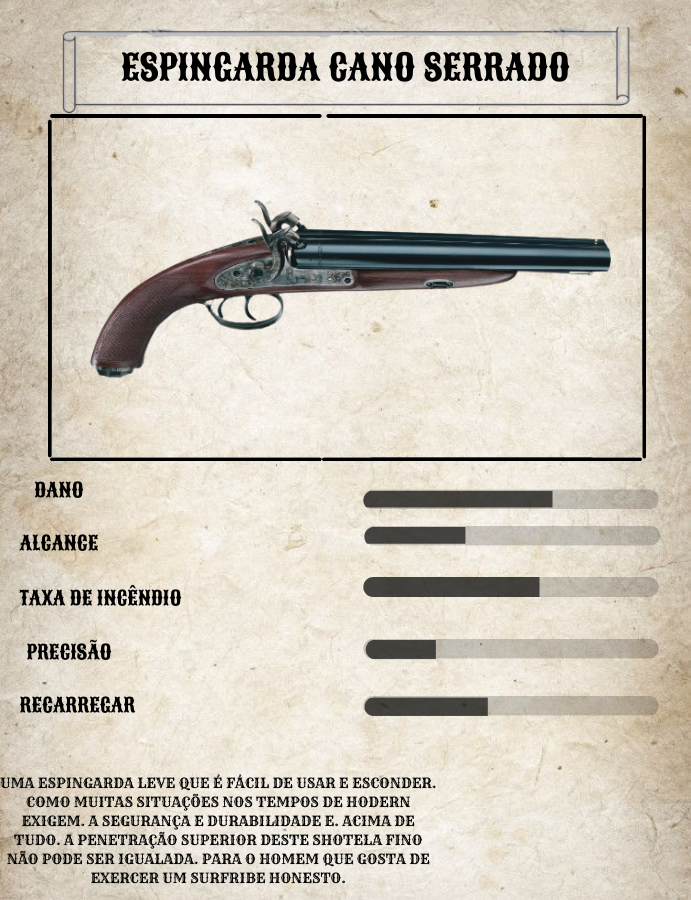 ESPINGARDA CANO SERRADO
DANO
ALCANCE
TAXA DE INCÊNDIO
PRECISÃO
RECARREGAR
UMA ESPINGARDA LEVE QUE É FÁCIL DE USAR E ESCONDER.
COMO MUITAS SITUAÇÕES NOS TEMPOS DE HODERN
EXIGEM. A SEGURANÇA E DURABILIDADE E. ACIMA DE
TUDO. A PENETRAÇÃO SUPERIOR DESTE SHOTELA FINO
NÃO PODE SER IGUALADA. PARA O HOMEM QUE GOSTA DE
EXERCER UM SURFRIBE HONESTO.